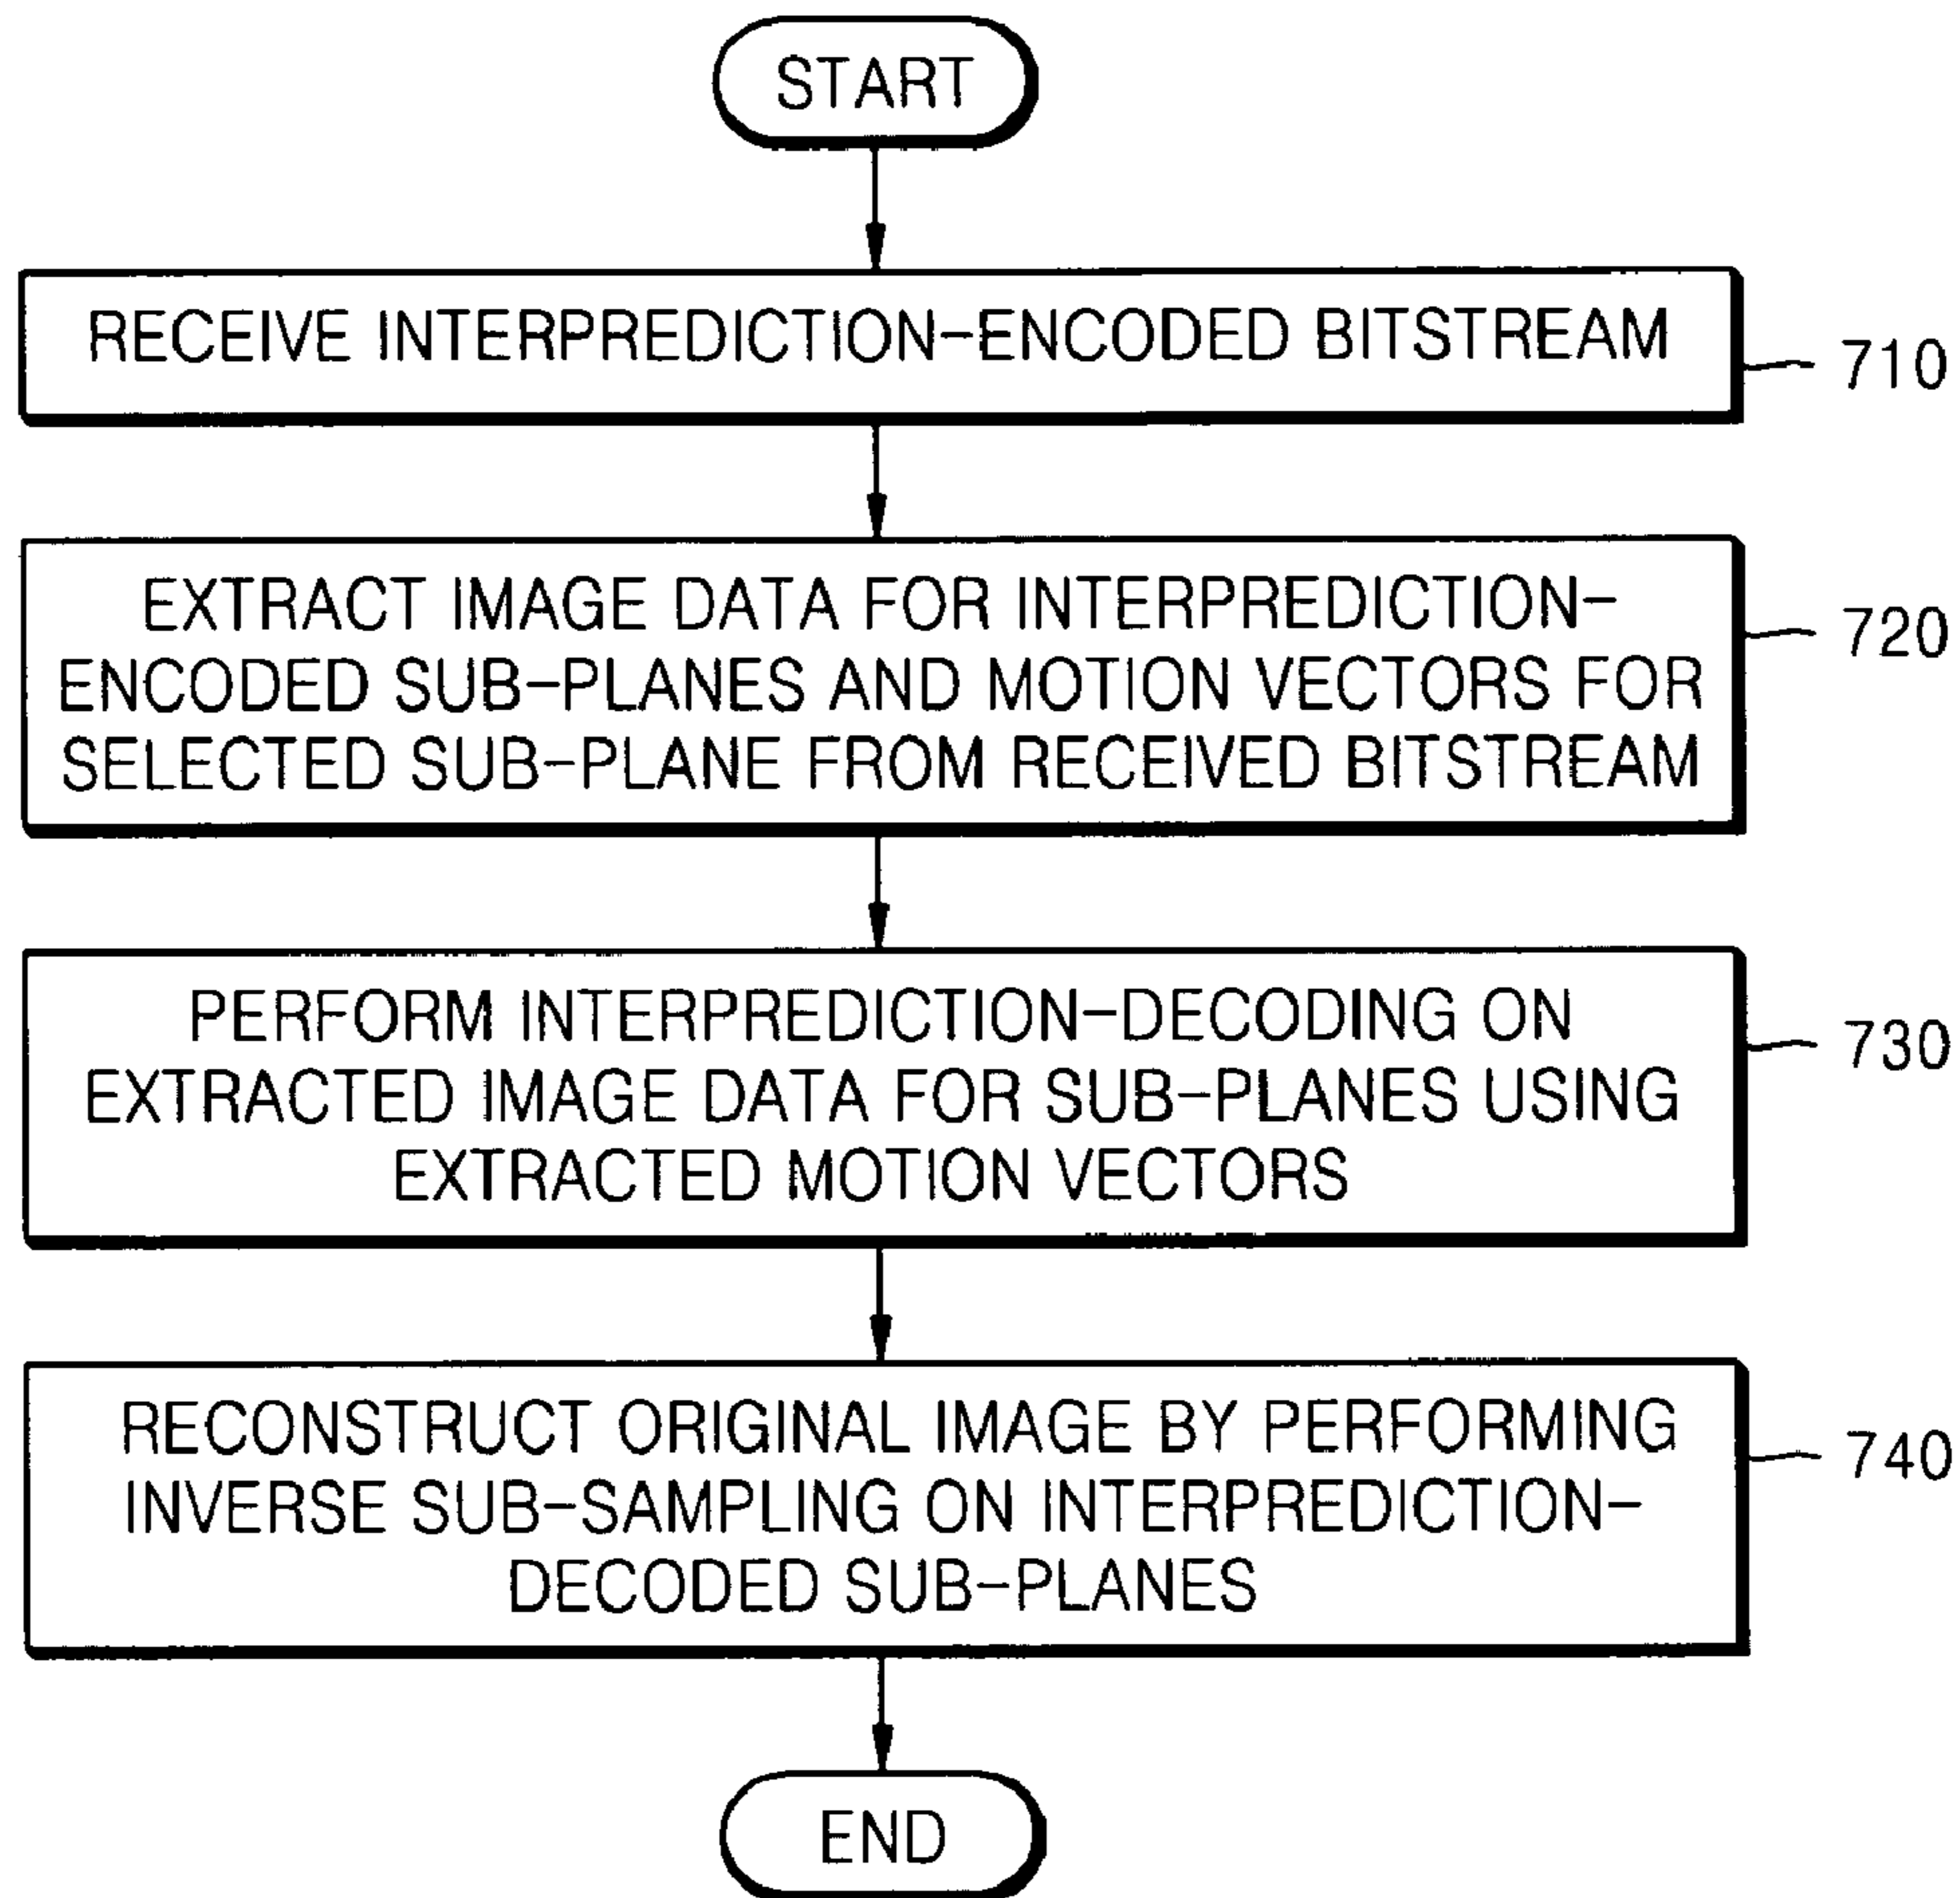 START
RECEIVE INTERPREDICTION-ENCODED BITSTREAM
710
EXTRACT IMAGE DATA FOR INTERPREDICTION-
ENCODED SUB-PLANES AND MOTION VECTORS FOR
SELECTED SUB-PLANE FROM RECEIVED BITSTREAM
720
PERFORM INTERPREDICTION-DECODING ON
EXTRACTED IMAGE DATA FOR SUB-PLANES USING
EXTRACTED MOTION VECTORS
730
RECONSTRUCT ORIGINAL IMAGE BY PERFORMING
INVERSE SUB-SAMPLING ON INTERPREDICTION-
DECODED SUB-PLANES
740
END